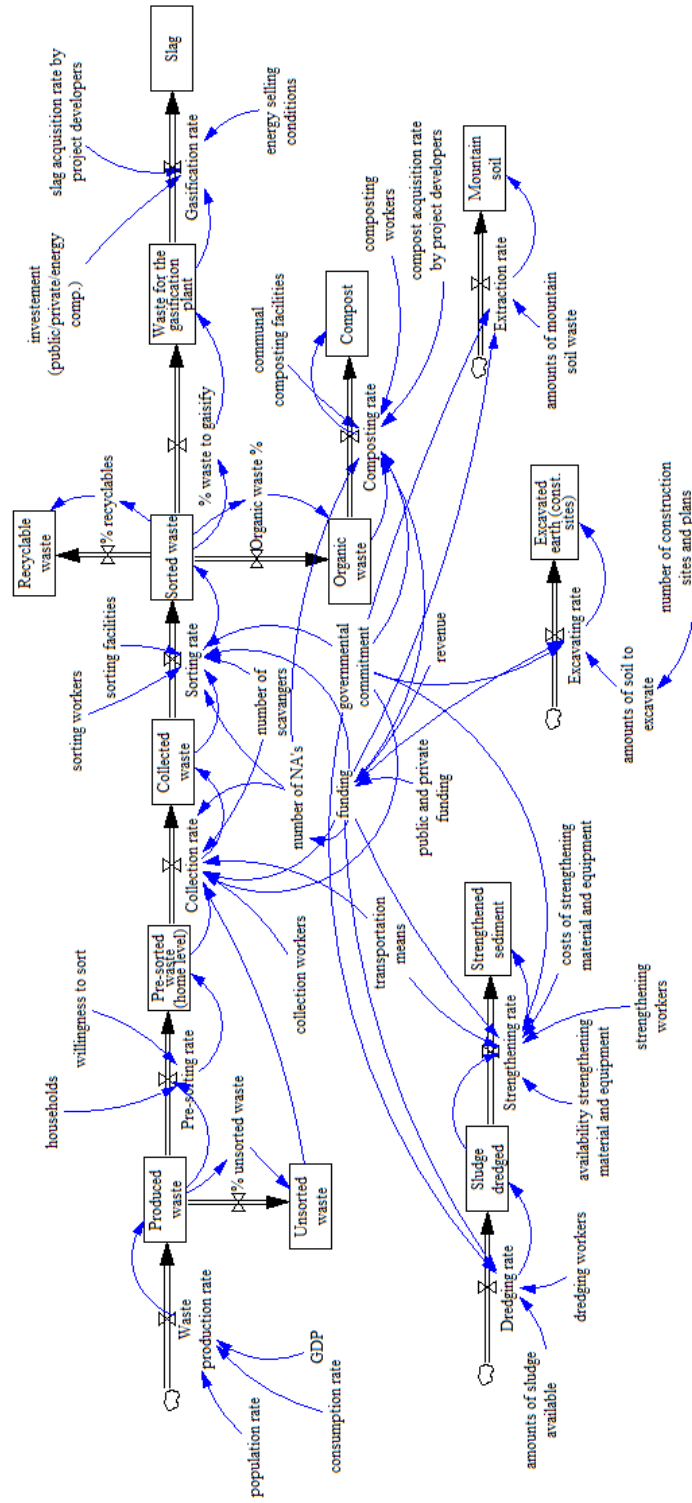 households
willingness to sort
sorting workers
sorting facilities
Recyclable
waste
% recyclables
investement
(public/private/energy
comp.)
slag acquisition rate by
project developers
Waste
production rate
Produced
waste
Pre-sorting rate
Pre-sorted
waste
(home level)
Collection rate
Collected
waste
Sorting rate
Sorted waste
% waste to gaisify
Waste for the
gasification
plant
Gasification rate
Slag
energy selling
conditions
population rate
consumption rate
GDP
% unsorted waste
Unsorted
waste
collection workers
transportation
means
number of NA's
number of
scavangers
Organic waste %
Organic
waste
communal
composting facilities
Composting rate
Compost
composting
workers
compost acquisition rate
by project developers
funding
public and private
funding
governmental
commitment
revenue
amounts of sludge
available
Dredging rate
dredging workers
Sludge
dredged
Strengthening rate
Strengthened
sediment
availability strengthening
material and equipment
strengthening
workers
costs of strengthening
material and equipment
Excavating rate
Excavated
earth (const.
sites)
amounts of soil to
excavate
number of construction
sites and plans
Extraction rate
Mountain
soil
amounts of mountain
soil waste